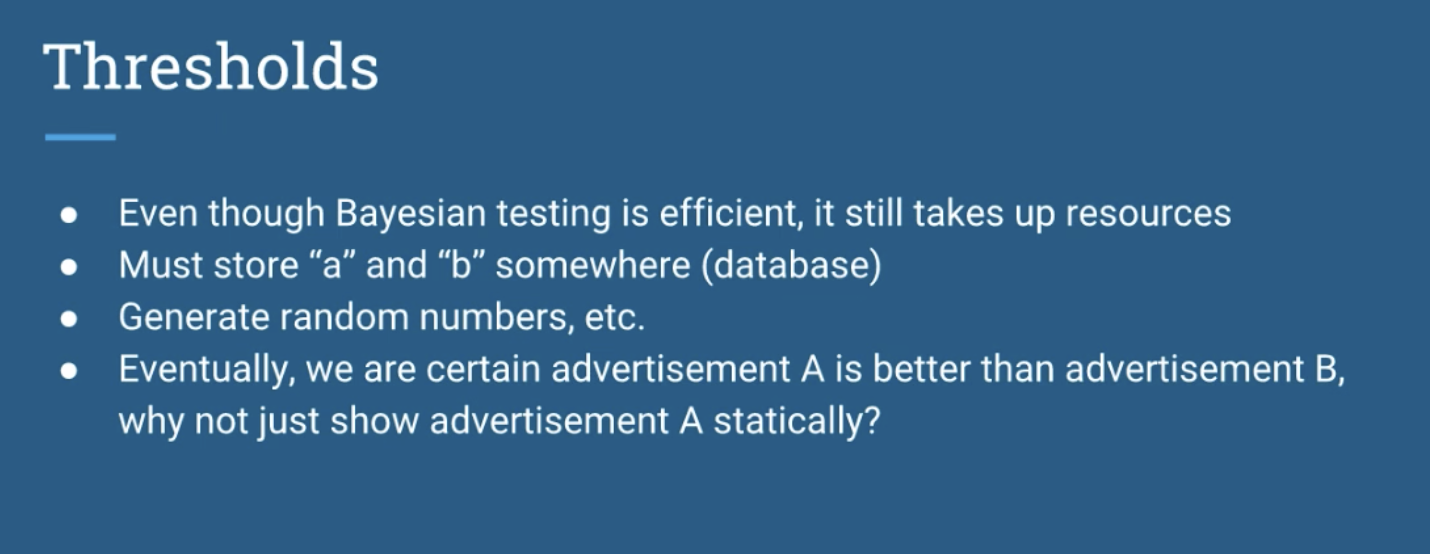 Thresholds
● Even though Bayesian testing is efficient, it still takes up resources
● Must store “a” and “b” somewhere (database)
● Generate random numbers, etc.
● Eventually, we are certain advertisement A is better than advertisement B,
why not just show advertisement A statically?